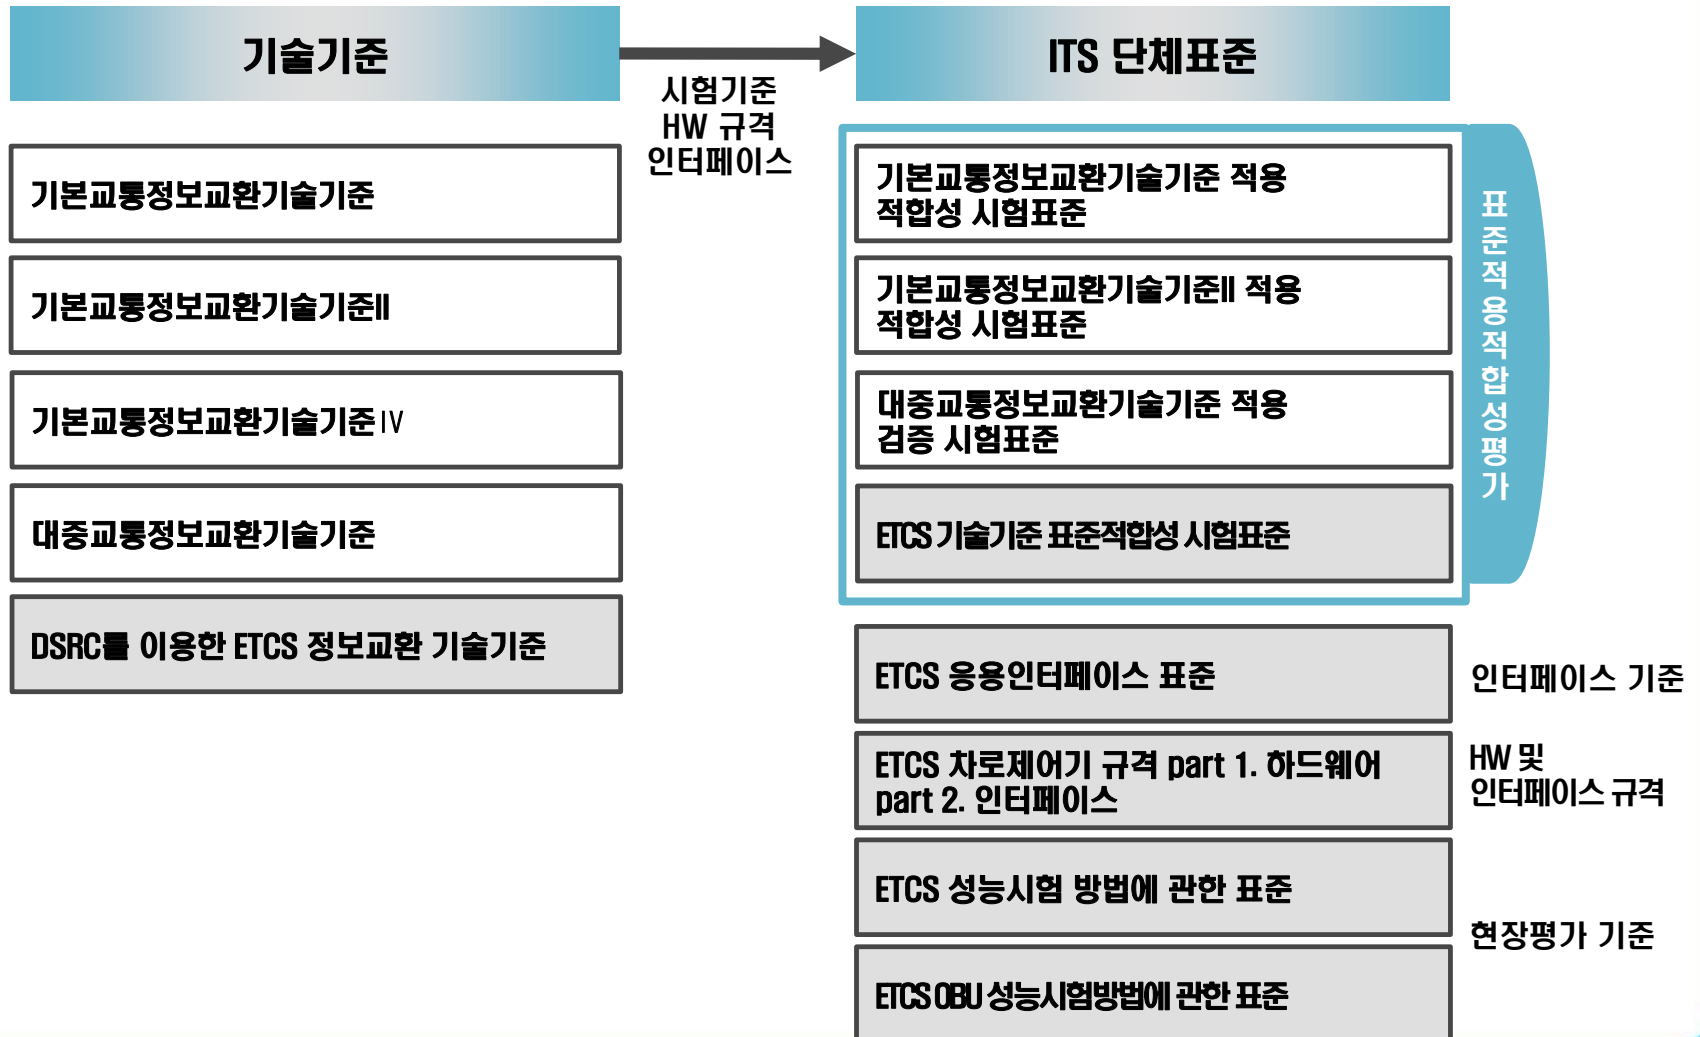 기술기준
시험기준
HW 규격
인터페이스
ITS 단체표준
기본교통정보교환기술기준
기본교통정보교환기술기준II
기본교통정보교환기술기준IV
대중교통정보교환기술기준
DSRC를 이용한 ETCS 정보교환 기술기준
기본교통정보교환기술기준 적용
적합성 시험표준
기본교통정보교환기술기준II 적용
적합성 시험표준
대중교통정보교환기술기준 적용
검증 시험표준
ETCS 기술기준 표준적합성 시험표준
표준적용적합성평가
ETCS 응용인터페이스 표준
인터페이스 기준
ETCS 차로제어기 규격 part 1. 하드웨어
part 2. 인터페이스
HW 및
인터페이스 규격
ETCS 성능시험 방법에 관한 표준
현장평가 기준
ETCS OBU 성능시험방법에 관한 표준